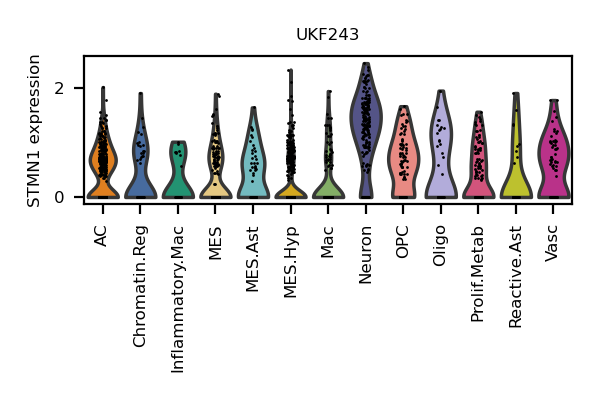 UKF243
STMN1 expression
2
0
AC
Chromatin.Reg
Inflammatory.Mac
MES
MES.Ast
MES.Hyp
Mac
Neuron
OPC
Oligo
Prolif.Metab
Reactive.Ast
Vasc